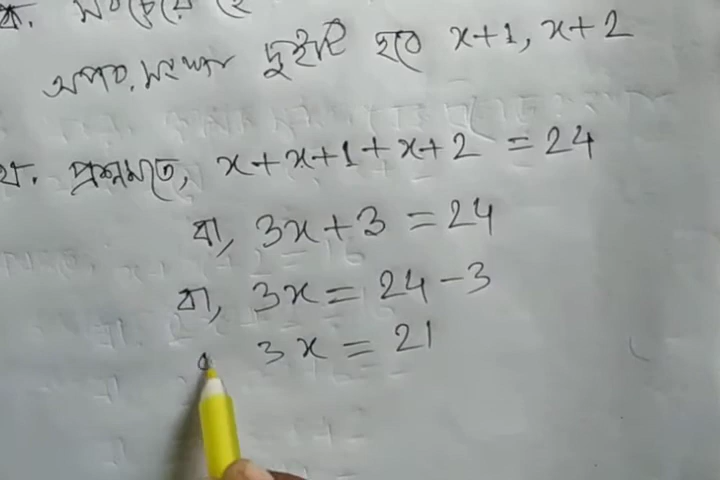 ক.
অপর সংখ্যা দুইটি হবে x+1, x+2
খ. প্রশ্নমতে, x+x+1+x+2 = 24
বা, 3x+3 = 24
বা, 3x = 24-3
3x = 21